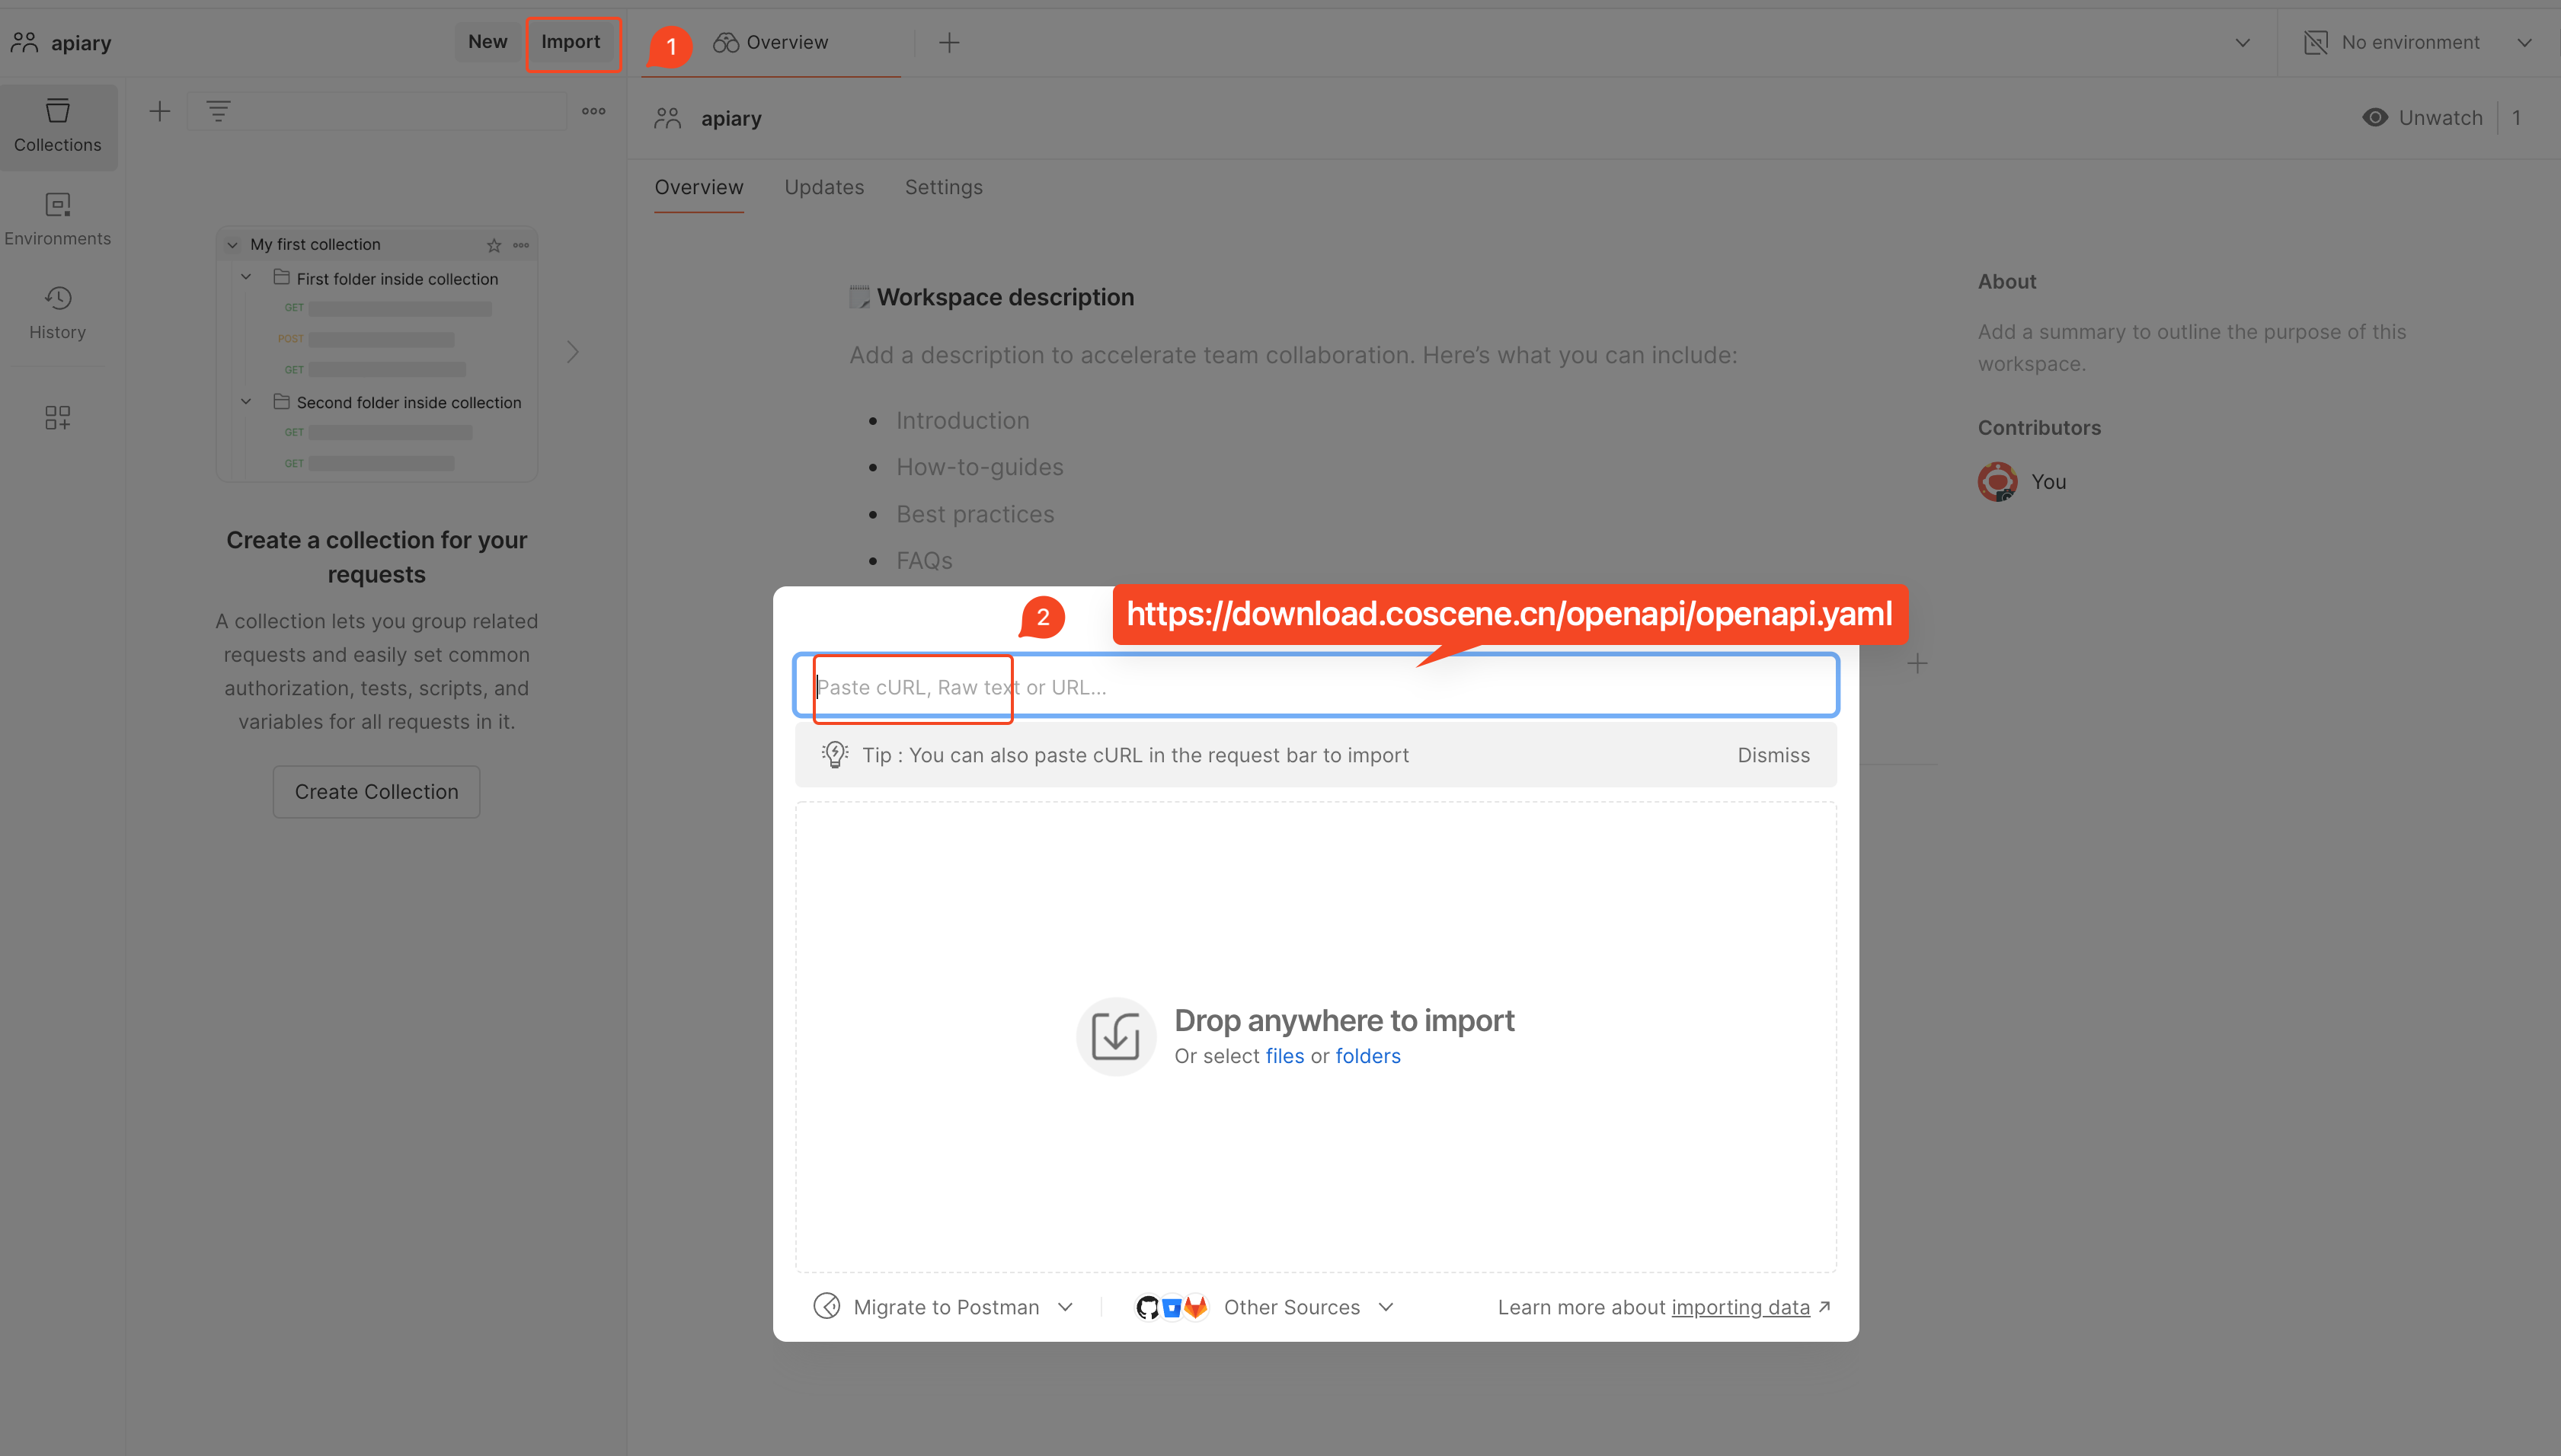 apiary
New
Import
1
Overview
No environment
Collections
Environments
History
My first collection
First folder inside collection
GET
POST
GET
Second folder inside collection
GET
GET
Create a collection for your
requests
A collection lets you group related
requests and easily set common
authorization, tests, scripts, and
variables for all requests in it.
Create Collection
apiary
Unwatch
1
Overview
Updates
Settings
Workspace description
Add a description to accelerate team collaboration. Here’s what you can include:
Introduction
How-to-guides
Best practices
FAQs
About
Add a summary to outline the purpose of this
workspace.
Contributors
You
2
https://download.coscene.cn/openapi/openapi.yaml
Paste cURL, Raw text or URL...
Tip : You can also paste cURL in the request bar to import
Dismiss
Drop anywhere to import
Or select files or folders
Migrate to Postman
Other Sources
Learn more about importing data